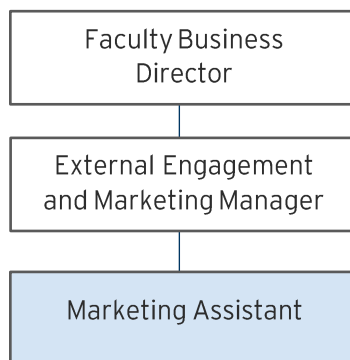 Faculty Business
Director
External Engagement
and Marketing Manager
Marketing Assistant